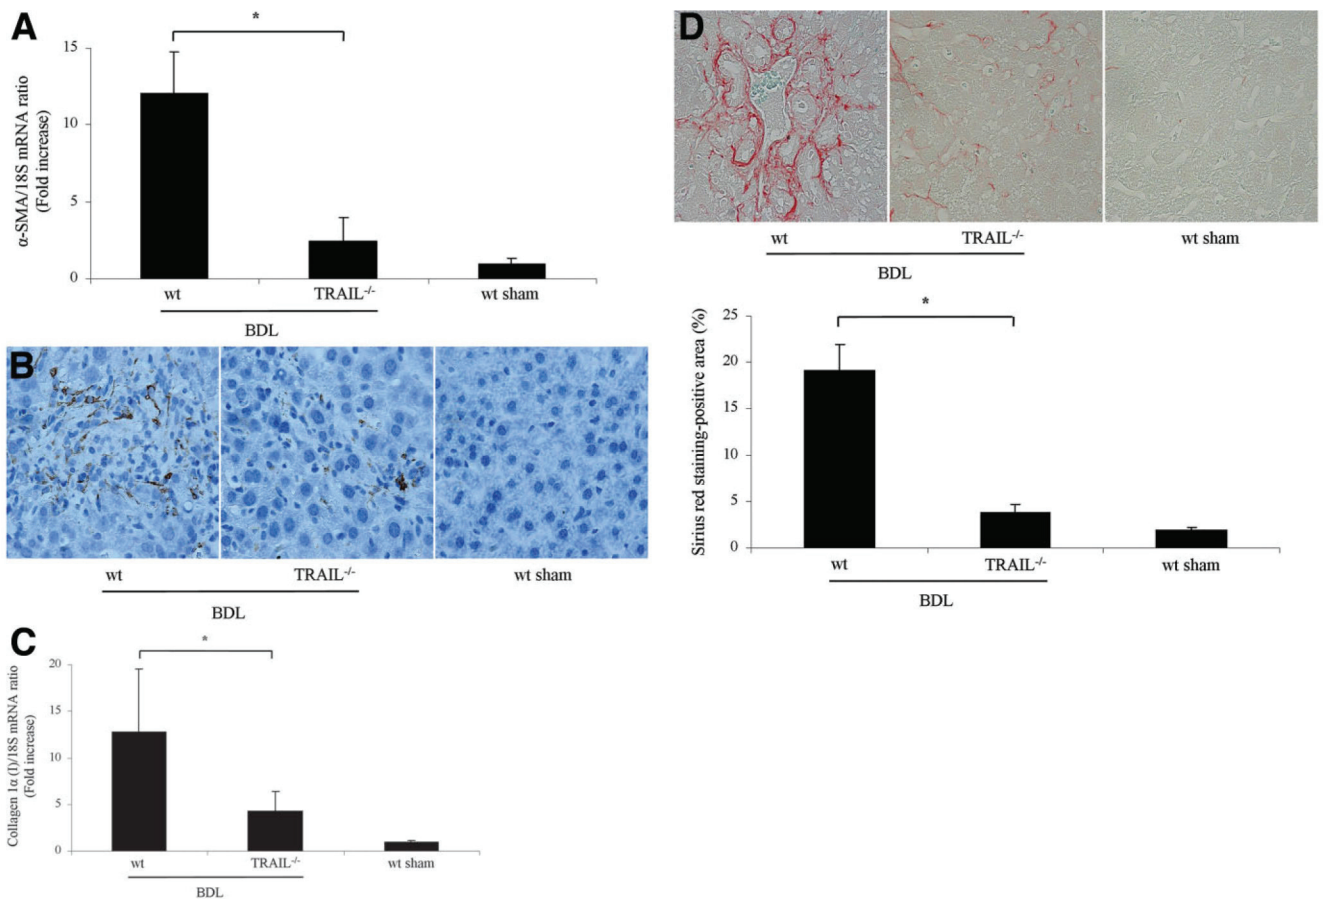 A
*
α-SMA/18S mRNA ratio
(Fold increase)
15
10
5
0
wt
TRAIL-/-
wt sham
BDL
B
wt
TRAIL-/-
wt sham
BDL
C
*
Collagen 1α (I)/18S mRNA ratio
(Fold increase)
20
15
10
5
0
wt
TRAIL-/-
wt sham
BDL
D
wt
TRAIL-/-
wt sham
BDL
*
Sirius red staining-positive area (%)
25
20
15
10
5
0
wt
TRAIL-/-
wt sham
BDL